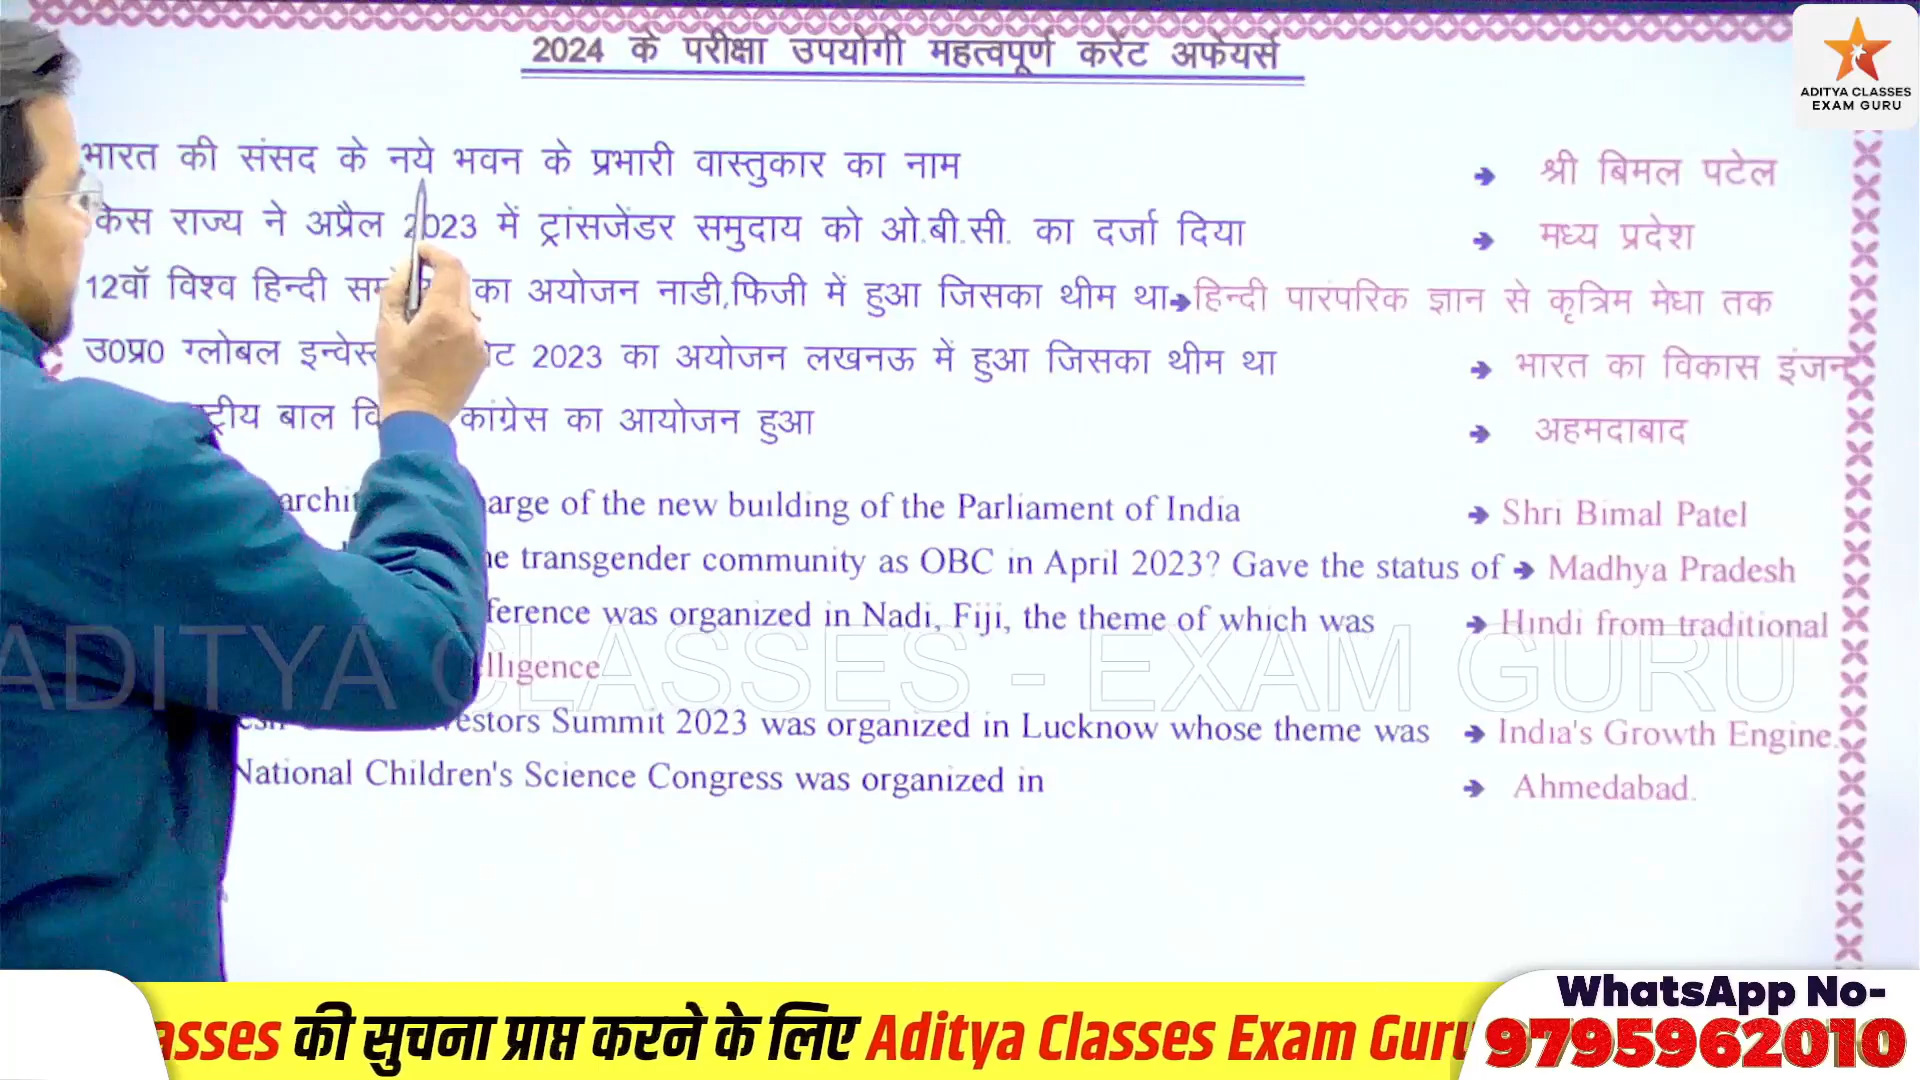 2024 के परीक्षा उपयोगी महत्वपूर्ण करेंट अफेयर्स
ADITYA CLASSES
EXAM GURU
भारत की संसद के नये भवन के प्रभारी वास्तुकार का नाम → श्री बिमल पटेल
राज्य ने अप्रैल 2023 में ट्रांसजेंडर समुदाय को ओ.बी.सी. का दर्जा दिया → मध्य प्रदेश
12वॉ विश्व हिन्दी का अयोजन नाडी,फिजी में हुआ जिसका थीम था→हिन्दी पारंपरिक ज्ञान से कृत्रिम मेधा तक
उ0प्र0 ग्लोबल 2023 का अयोजन लखनऊ में हुआ जिसका थीम था → भारत का विकास इंजन
बाल कांग्रेस का आयोजन हुआ → अहमदाबाद
of the new building of the Parliament of India → Shri Bimal Patel
transgender community as OBC in April 2023? Gave the status of → Madhya Pradesh
was organized in Nadi, Fiji, the theme of which was → Hindi from traditional
ADITYA CLASSES - EXAM GURU
Summit 2023 was organized in Lucknow whose theme was → India's Growth Engine.
National Children's Science Congress was organized in → Ahmedabad.
की सुचना प्राप्त करने के लिए Aditya Classes Exam Guru
WhatsApp No-
9795962010